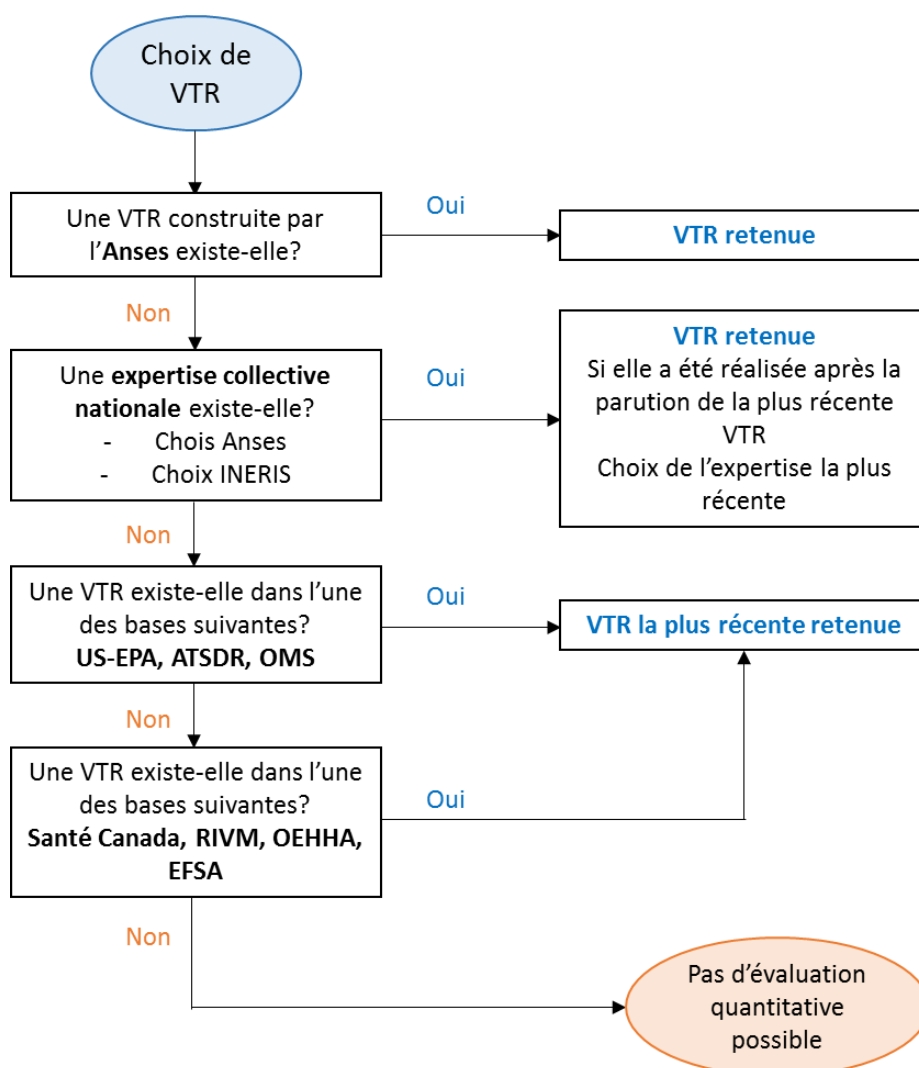 Choix de
VTR
Une VTR construite par
l'Anses existe-elle?
Oui
VTR retenue
Non
Une expertise collective
nationale existe-elle?
- Chois Anses
- Choix INERIS
Oui
VTR retenue
Si elle a été réalisée après la
parution de la plus récente
VTR
Choix de l'expertise la plus
récente
Non
Une VTR existe-elle dans l'une
des bases suivantes?
US-EPA, ATSDR, OMS
Oui
VTR la plus récente retenue
Non
Une VTR existe-elle dans l'une
des bases suivantes?
Santé Canada, RIVM, OEHHA,
EFSA
Oui
Non
Pas d'évaluation
quantitative
possible